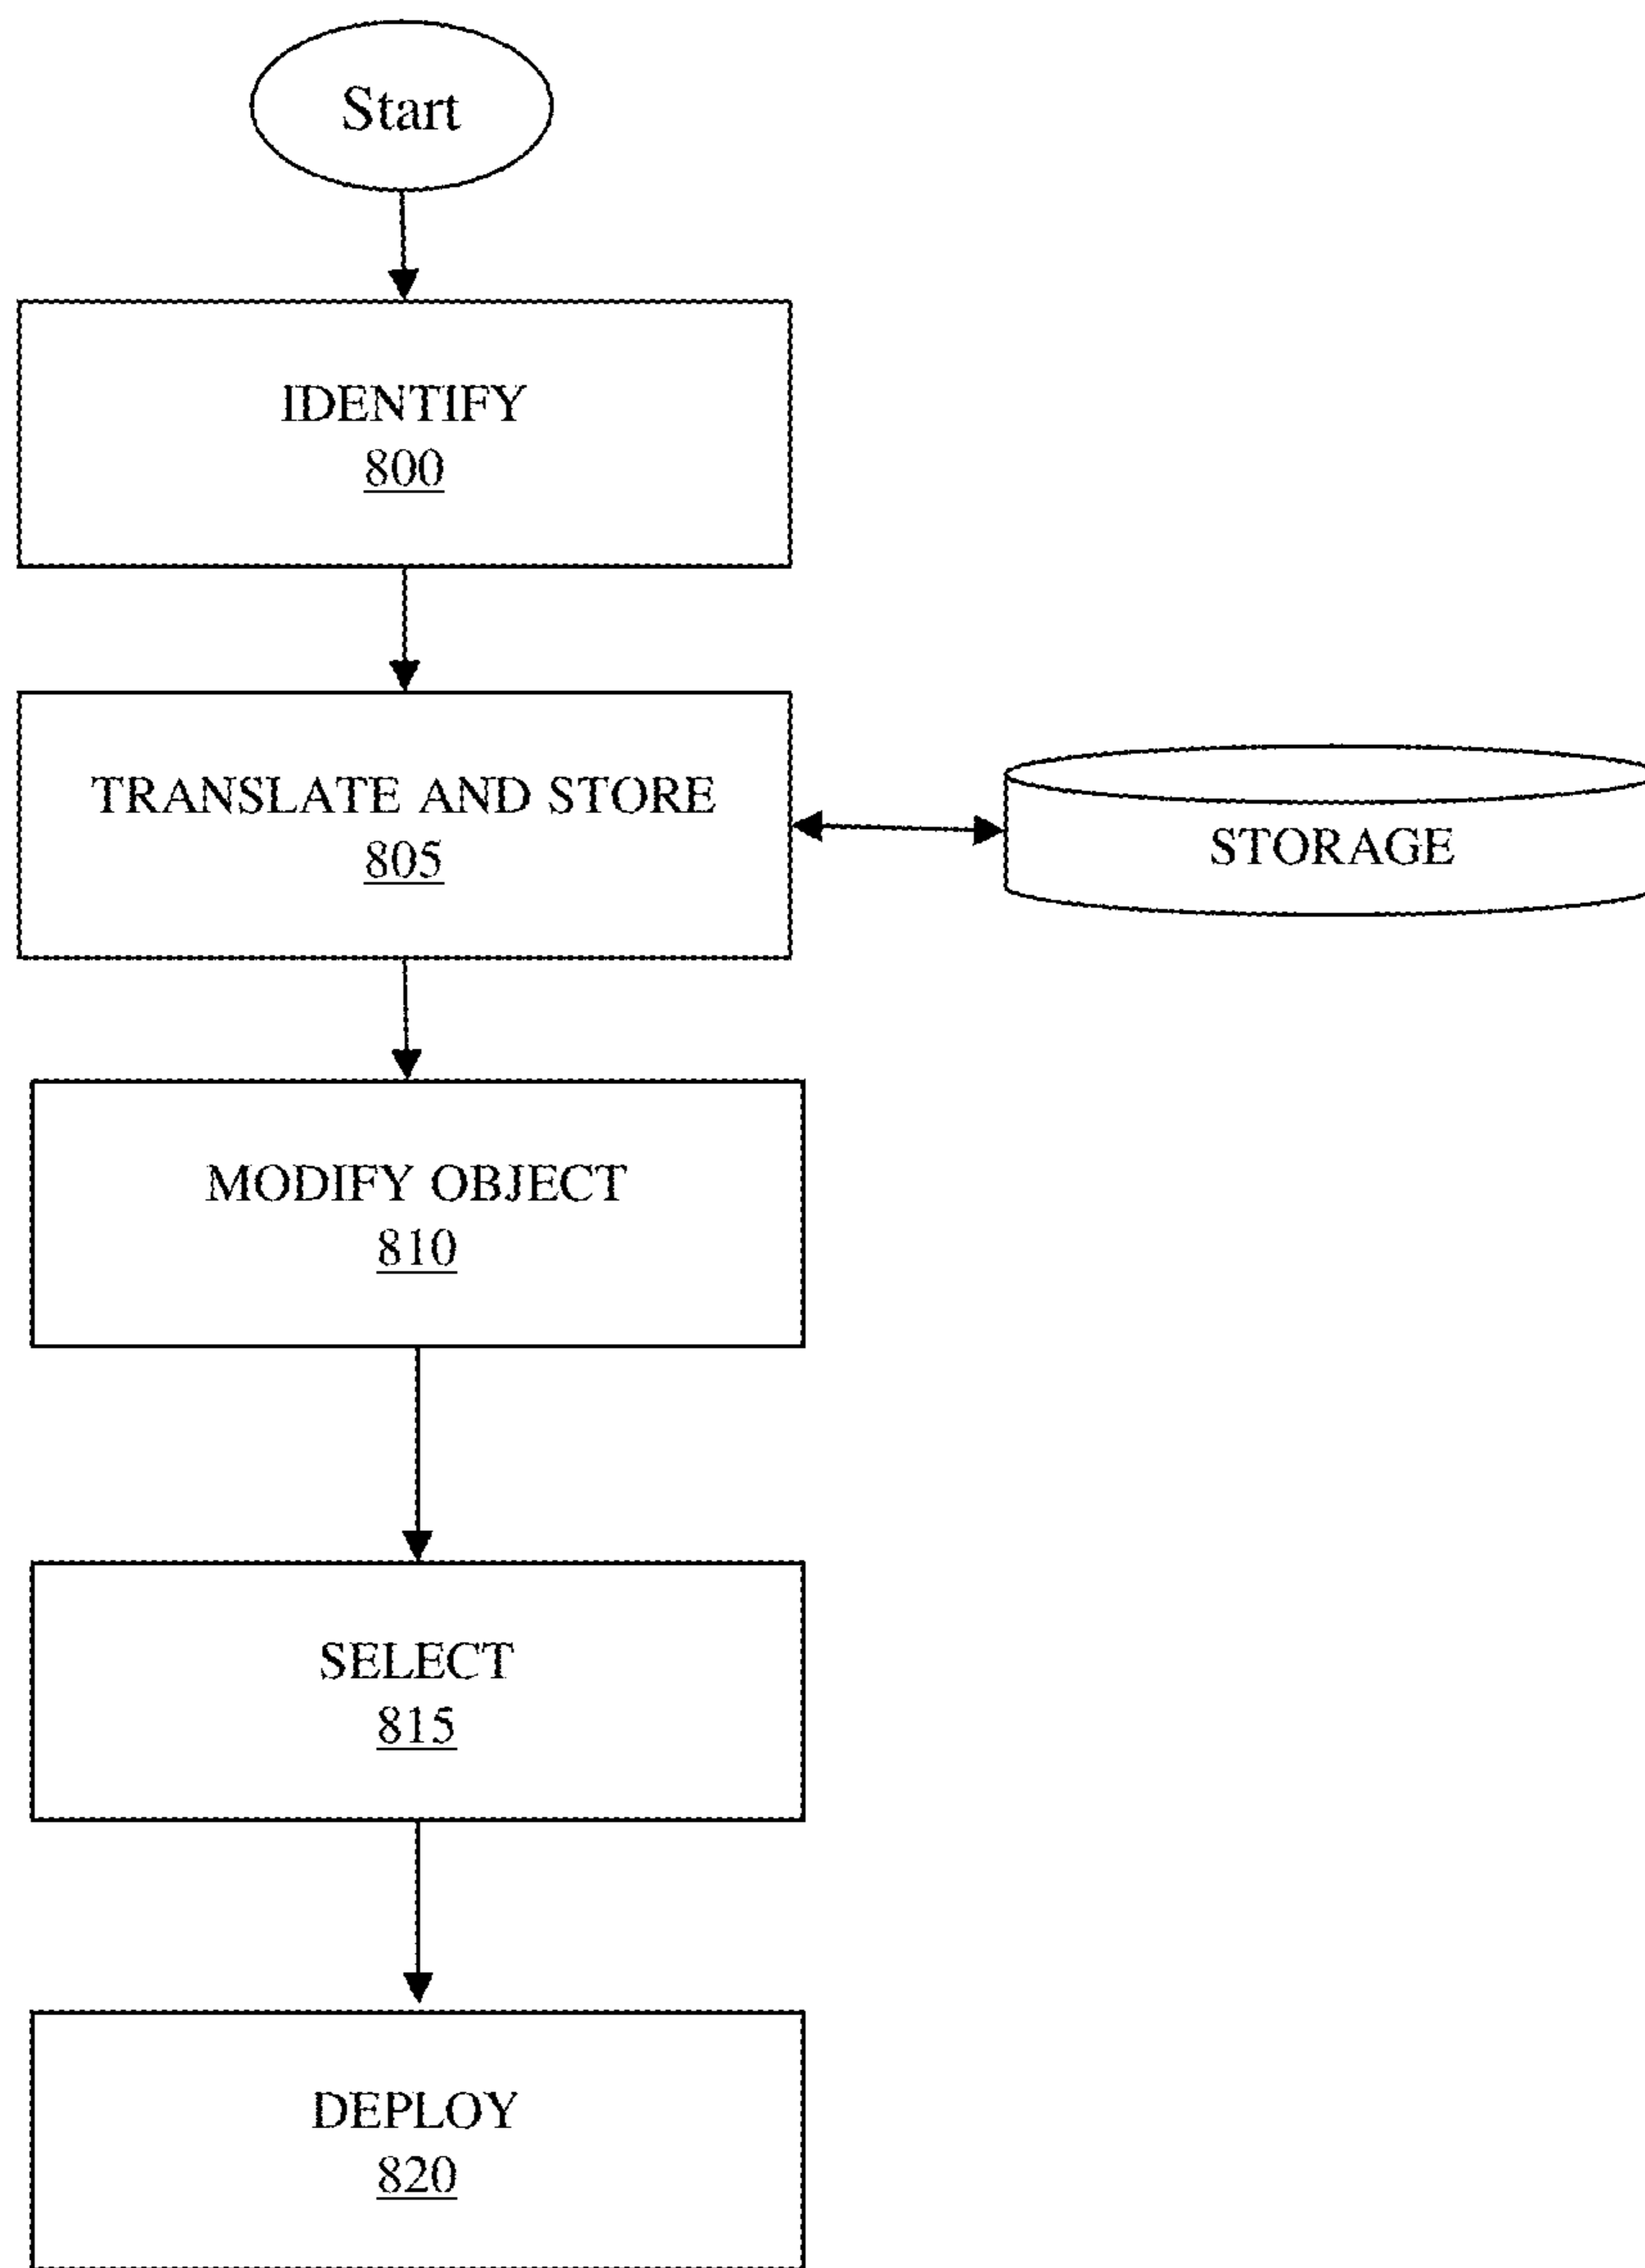 Start
IDENTIFY
800
TRANSLATE AND STORE
805
STORAGE
MODIFY OBJECT
810
SELECT
815
DEPLOY
820